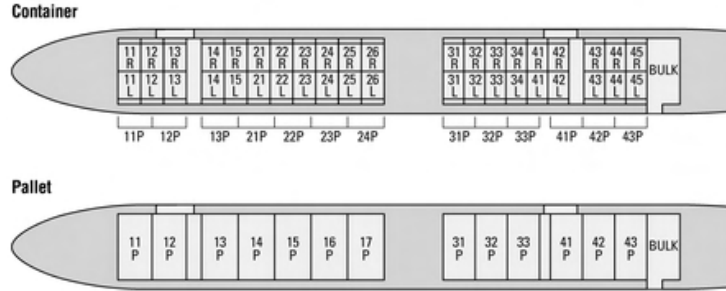 Container
11 R 12 R 13 R 14 R 15 R 21 R 22 R 23 R 24 R 25 R 26 R 31 R 32 R 33 R 34 R 41 R 42 R 43 R 44 R 45 R
11 L 12 L 13 L 14 L 15 L 21 L 22 L 23 L 24 L 25 L 26 L 31 L 32 L 33 L 34 L 41 L 42 L 43 L 44 L 45 L
BULK
11P 12P 13P 21P 22P 23P 24P 31P 32P 33P 41P 42P 43P
Pallet
11 P 12 P 13 P 14 P 15 P 16 P 17 P 31 P 32 P 33 P 41 P 42 P 43 P BULK